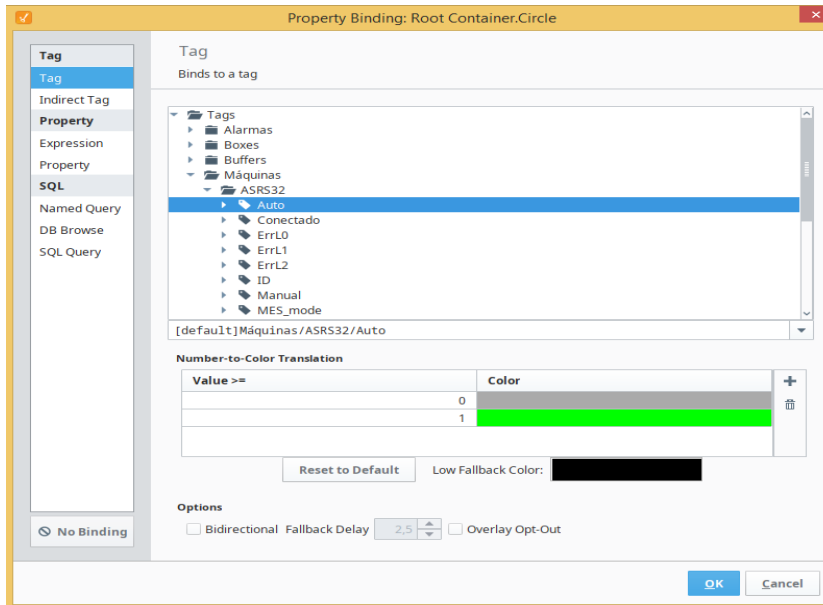 Property Binding: Root Container.Circle
Tag
Tag
Indirect Tag
Property
Expression
Property
SQL
Named Query
DB Browse
SQL Query
No Binding
Tag
Binds to a tag
Tags
Alarmas
Boxes
Buffers
Máquinas
ASRS32
Auto
Conectado
ErrL0
ErrL1
ErrL2
ID
Manual
MES_mode
[default]Máquinas/ASRS32/Auto
Number-to-Color Translation
Value >= Color
0
1
Reset to Default Low Fallback Color:
Options
Bidirectional Fallback Delay 2,5 Overlay Opt-Out
OK Cancel